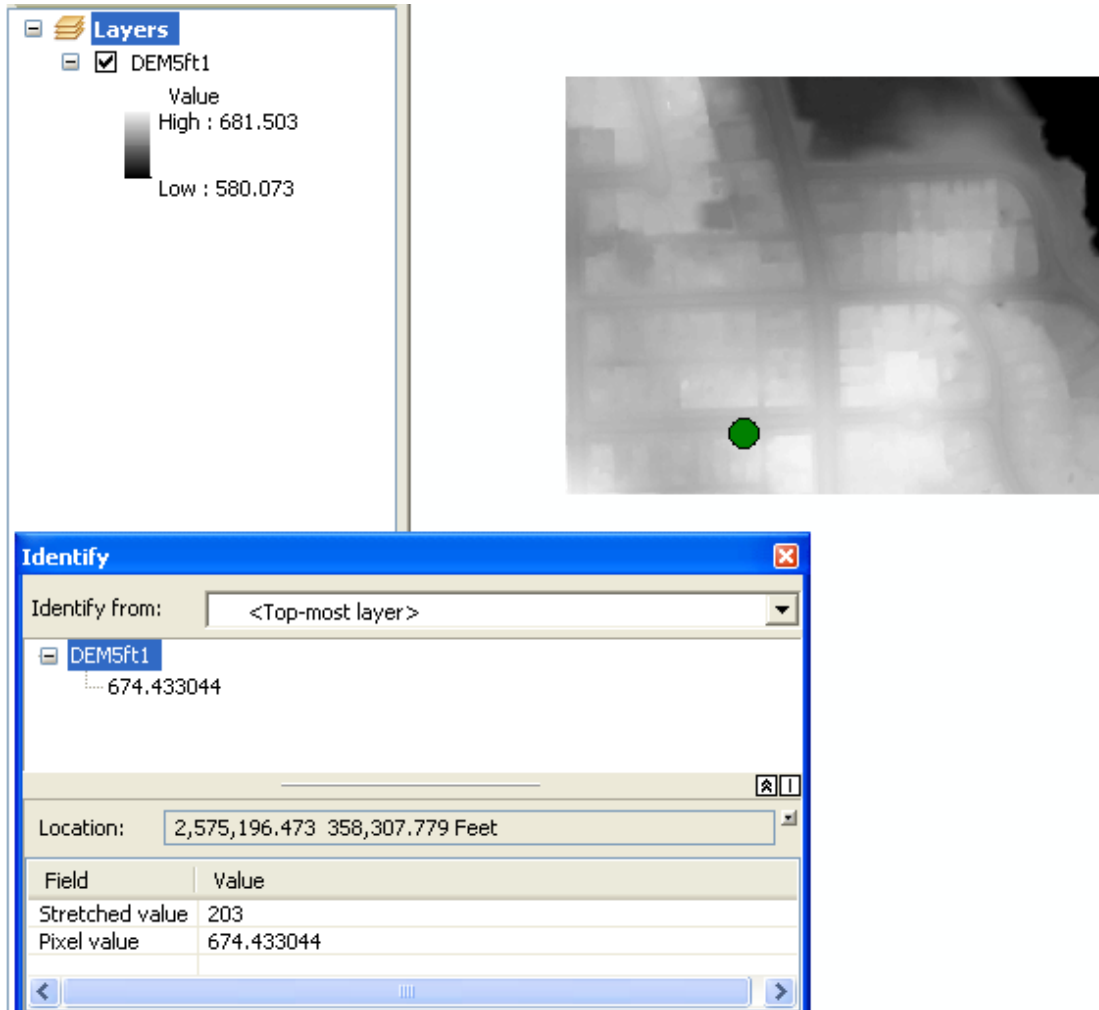 Layers
DEM5ft1
Value
High : 681.503
Low : 580.073
Identify
Identify from: <Top-most layer>
DEM5ft1
674.433044
Location: 2,575,196.473 358,307.779 Feet
Field Value
Stretched value 203
Pixel value 674.433044